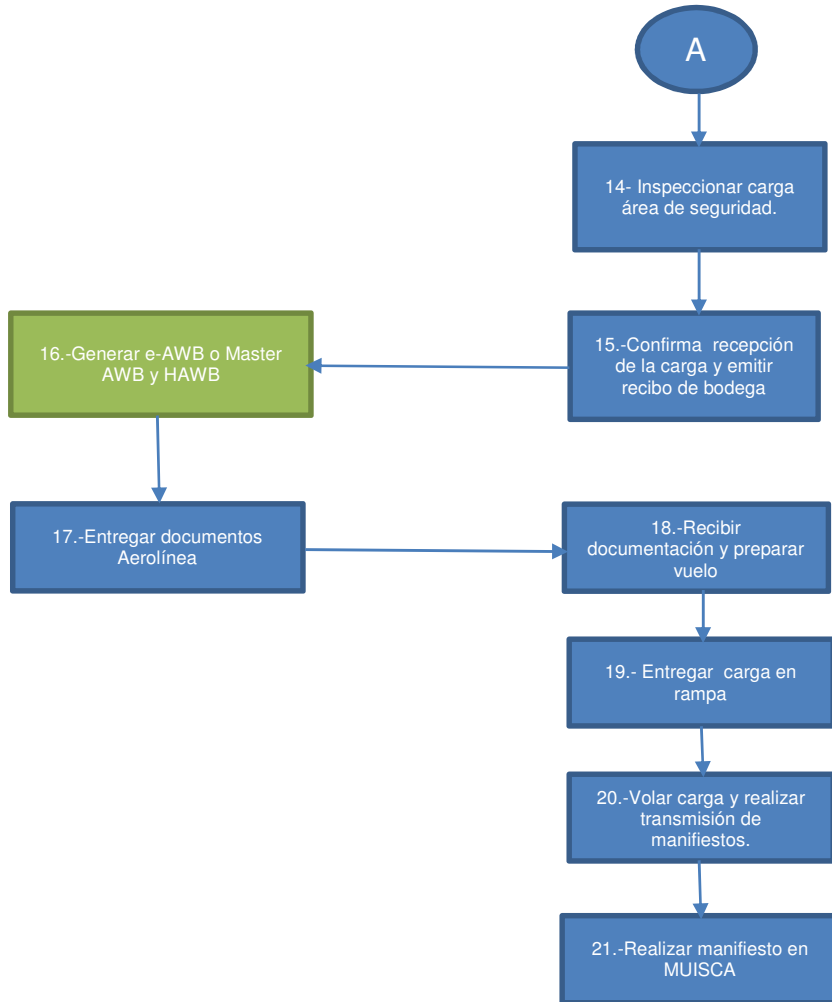 A
14- Inspeccionar carga
área de seguridad.
15.-Confirma recepción
de la carga y emitir
recibo de bodega
16.-Generar e-AWB o Master
AWB y HAWB
17.-Entregar documentos
Aerolínea
18.-Recibir
documentación y preparar
vuelo
19.- Entregar carga en
rampa
20.-Volar carga y realizar
transmisión de
manifiestos.
21.-Realizar manifiesto en
MUISCA